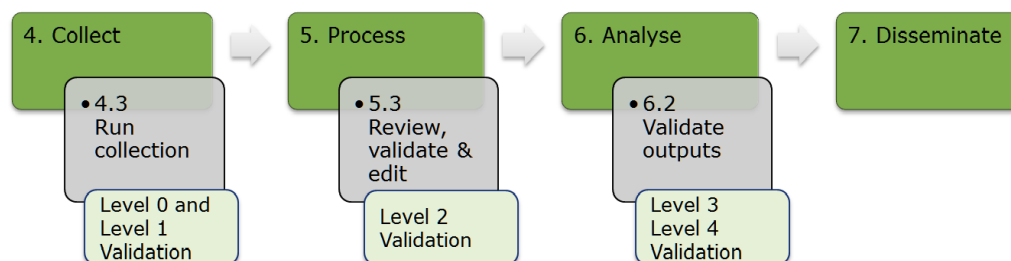 4. Collect
5. Process
6. Analyse
7. Disseminate
•4.3
Run
collection
•5.3
Review,
validate &
edit
•6.2
Validate
outputs
Level 0 and
Level 1
Validation
Level 2
Validation
Level 3
Level 4
Validation